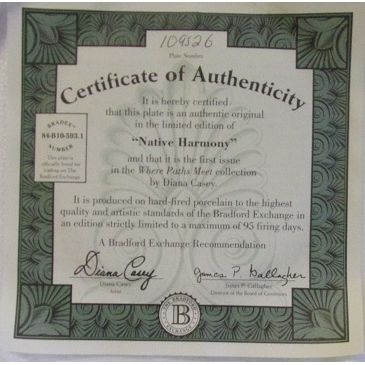 109526
Plate Number
Certificate of Authenticity
It is hereby certified
that this plate is an authentic original
in the limited edition of
"Native Harmony"
and that it is the first issue
in the Where Paths Meet collection
by Diana Casey.
BRADEX
84-B10-593.1
NUMBER
This plate is
officially listed for
trading on The
Bradford Exchange
It is produced on hard-fired porcelain to the highest
quality and artistic standards of the Bradford Exchange in
an edition strictly limited to a maximum of 95 firing days.
A Bradford Exchange Recommendation
Diana Casey
Diana Casey
Artist
James P. Gallagher
James P. Gallagher
Director of the Board of Governors
THE BRADFORD
B
EXCHANGE